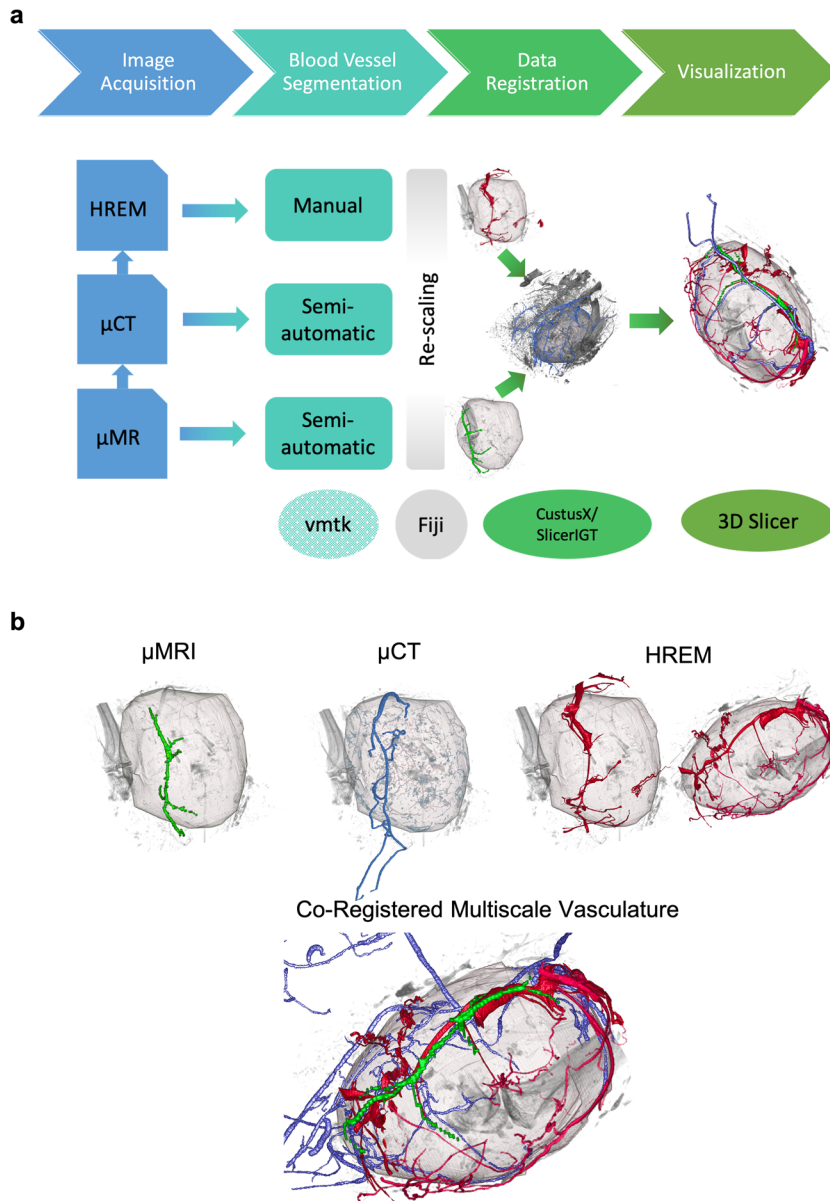 a
Image
Acquisition
Blood Vessel
Segmentation
Data
Registration
Visualization
HREM
Manual
µCT
Semi-
automatic
µMR
Semi-
automatic
Re-scaling
vmtk
Fiji
CustusX/
SlicerIGT
3D Slicer
b
µMRI
µCT
HREM
Co-Registered Multiscale Vasculature